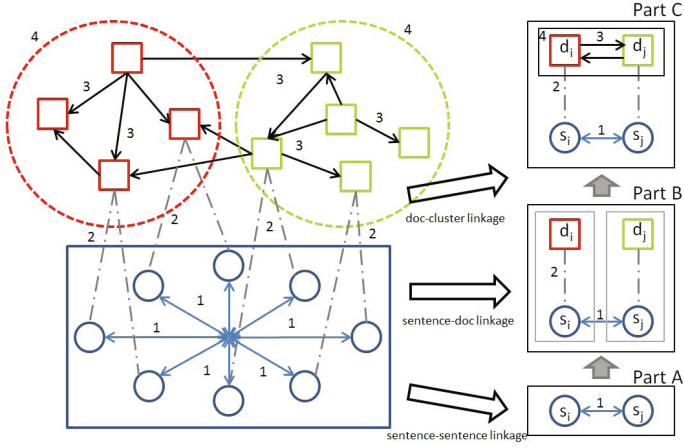 Part C
4
4
4
d_i
3
d_j
3
3
3
3
3
2
s_i
1
s_j
doc-cluster linkage
Part B
2
2
2
2
d_i
d_j
2
1
1
1
1
1
1
1
sentence-doc linkage
s_i
1
s_j
Part A
s_i
1
s_j
sentence-sentence linkage